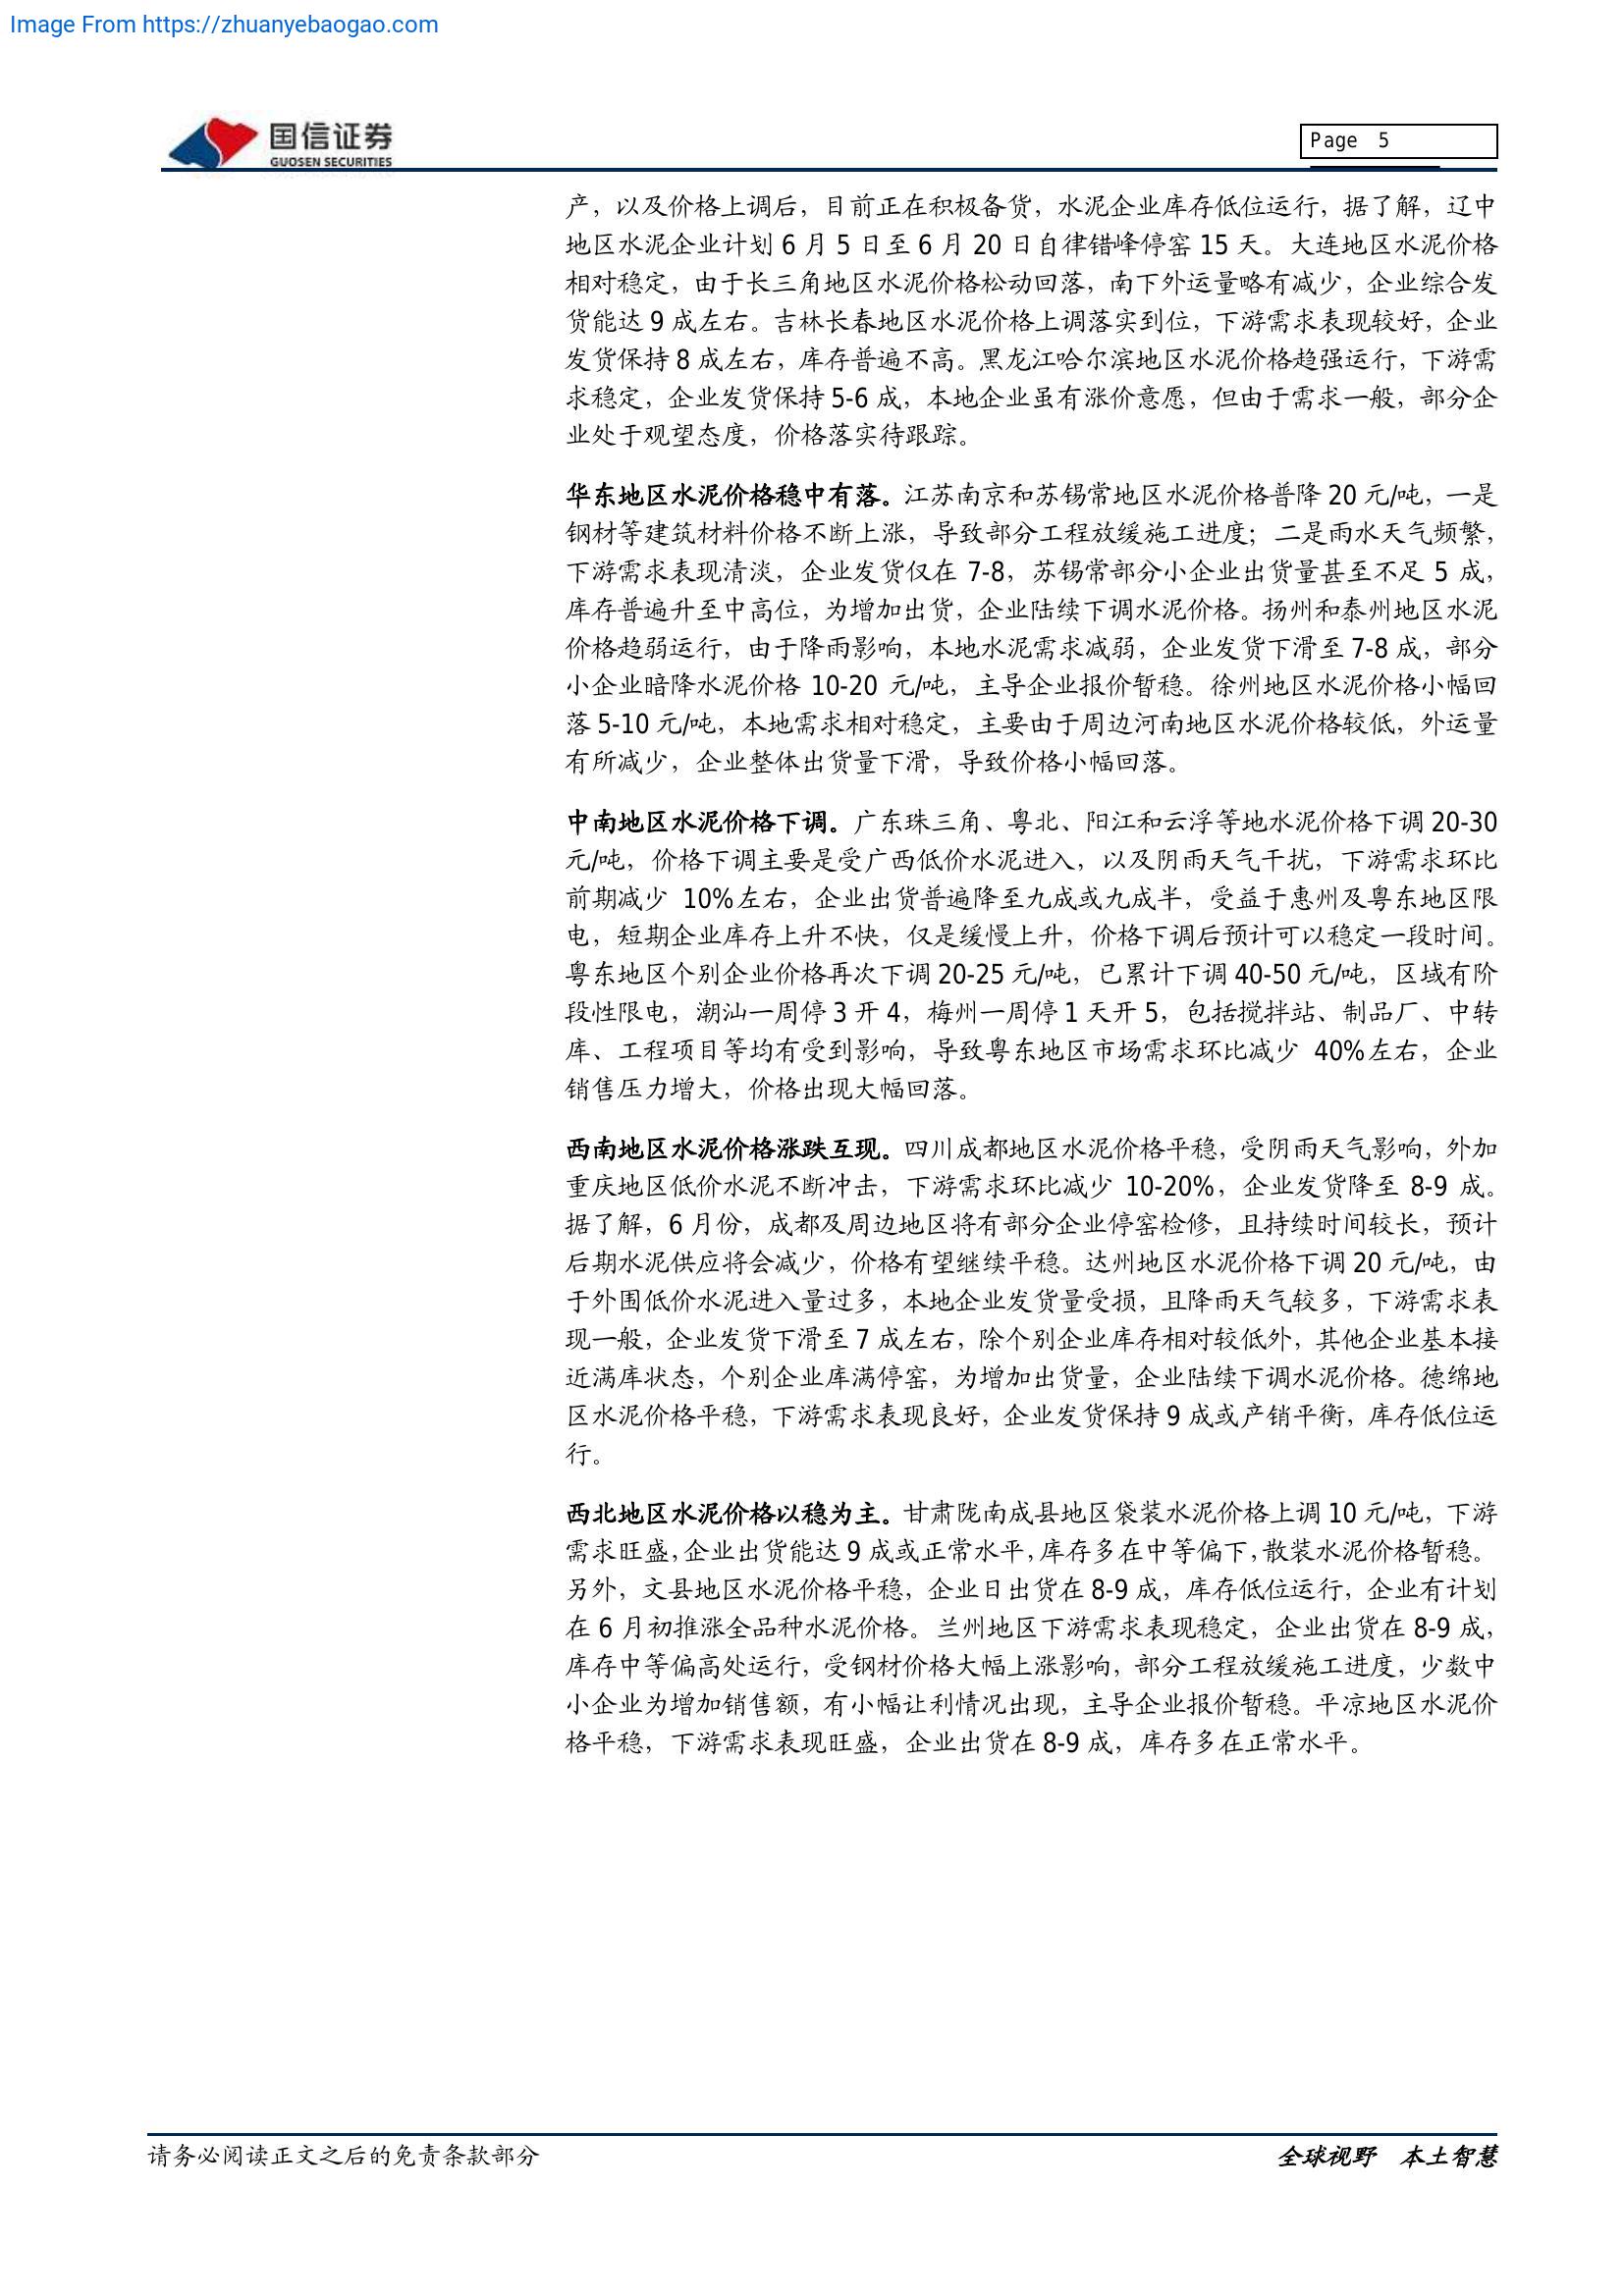 Image From https://zhuanyebaogao.com
国信证券
GUOSEN SECURITIES
Page 5
产，以及价格上调后，目前正在积极备货，水泥企业库存低位运行，据了解，辽中
地区水泥企业计划 6 月 5 日至 6 月 20 日自律错峰停窑 15 天。大连地区水泥价格
相对稳定，由于长三角地区水泥价格松动回落，南下外运量略有减少，企业综合发
货能达 9 成左右。吉林长春地区水泥价格上调落实到位，下游需求表现较好，企业
发货保持 8 成左右，库存普遍不高。黑龙江哈尔滨地区水泥价格趋强运行，下游需
求稳定，企业发货保持 5-6 成，本地企业虽有涨价意愿，但由于需求一般，部分企
业处于观望态度，价格落实待跟踪。
华东地区水泥价格稳中有落。江苏南京和苏锡常地区水泥价格普降 20 元/吨，一是
钢材等建筑材料价格不断上涨，导致部分工程放缓施工进度；二是雨水天气频繁，
下游需求表现清淡，企业发货仅在 7-8，苏锡常部分小企业出货量甚至不足 5 成，
库存普遍升至中高位，为增加出货，企业陆续下调水泥价格。扬州和泰州地区水泥
价格趋弱运行，由于降雨影响，本地水泥需求减弱，企业发货下滑至 7-8 成，部分
小企业暗降水泥价格 10-20 元/吨，主导企业报价暂稳。徐州地区水泥价格小幅回
落 5-10 元/吨，本地需求相对稳定，主要由于周边河南地区水泥价格较低，外运量
有所减少，企业整体出货量下滑，导致价格小幅回落。
中南地区水泥价格下调。广东珠三角、粤北、阳江和云浮等地水泥价格下调 20-30
元/吨，价格下调主要是受广西低价水泥进入，以及阴雨天气干扰，下游需求环比
前期减少 10%左右，企业出货普遍降至九成或九成半，受益于惠州及粤东地区限
电，短期企业库存上升不快，仅是缓慢上升，价格下调后预计可以稳定一段时间。
粤东地区个别企业价格再次下调 20-25 元/吨，已累计下调 40-50 元/吨，区域有阶
段性限电，潮汕一周停 3 开 4，梅州一周停 1 天开 5，包括搅拌站、制品厂、中转
库、工程项目等均有受到影响，导致粤东地区市场需求环比减少 40%左右，企业
销售压力增大，价格出现大幅回落。
西南地区水泥价格涨跌互现。四川成都地区水泥价格平稳，受阴雨天气影响，外加
重庆地区低价水泥不断冲击，下游需求环比减少 10-20%，企业发货降至 8-9 成。
据了解，6 月份，成都及周边地区将有部分企业停窑检修，且持续时间较长，预计
后期水泥供应将会减少，价格有望继续平稳。达州地区水泥价格下调 20 元/吨，由
于外围低价水泥进入量过多，本地企业发货量受损，且降雨天气较多，下游需求表
现一般，企业发货下滑至 7 成左右，除个别企业库存相对较低外，其他企业基本接
近满库状态，个别企业库满停窑，为增加出货量，企业陆续下调水泥价格。德绵地
区水泥价格平稳，下游需求表现良好，企业发货保持 9 成或产销平衡，库存低位运
行。
西北地区水泥价格以稳为主。甘肃陇南成县地区袋装水泥价格上调 10 元/吨，下游
需求旺盛，企业出货能达 9 成或正常水平，库存多在中等偏下，散装水泥价格暂稳。
另外，文县地区水泥价格平稳，企业日出货在 8-9 成，库存低位运行，企业有计划
在 6 月初推涨全品种水泥价格。兰州地区下游需求表现稳定，企业出货在 8-9 成，
库存中等偏高处运行，受钢材价格大幅上涨影响，部分工程放缓施工进度，少数中
小企业为增加销售额，有小幅让利情况出现，主导企业报价暂稳。平凉地区水泥价
格平稳，下游需求表现旺盛，企业出货在 8-9 成，库存多在正常水平。
请务必阅读正文之后的免责条款部分
全球视野 本土智慧